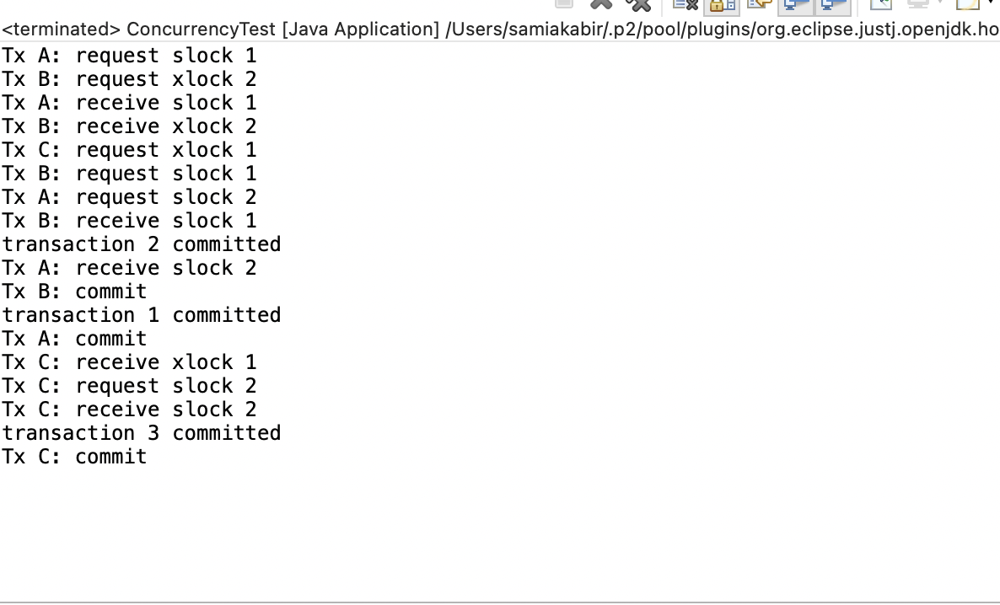 <terminated> ConcurrencyTest [Java Application] /Users/samiakabir/.p2/pool/plugins/org.eclipse.justj.openjdk.ho
Tx A: request slock 1
Tx B: request xlock 2
Tx A: receive slock 1
Tx B: receive xlock 2
Tx C: request xlock 1
Tx B: request slock 1
Tx A: request slock 2
Tx B: receive slock 1
transaction 2 committed
Tx A: receive slock 2
Tx B: commit
transaction 1 committed
Tx A: commit
Tx C: receive xlock 1
Tx C: request slock 2
Tx C: receive slock 2
transaction 3 committed
Tx C: commit